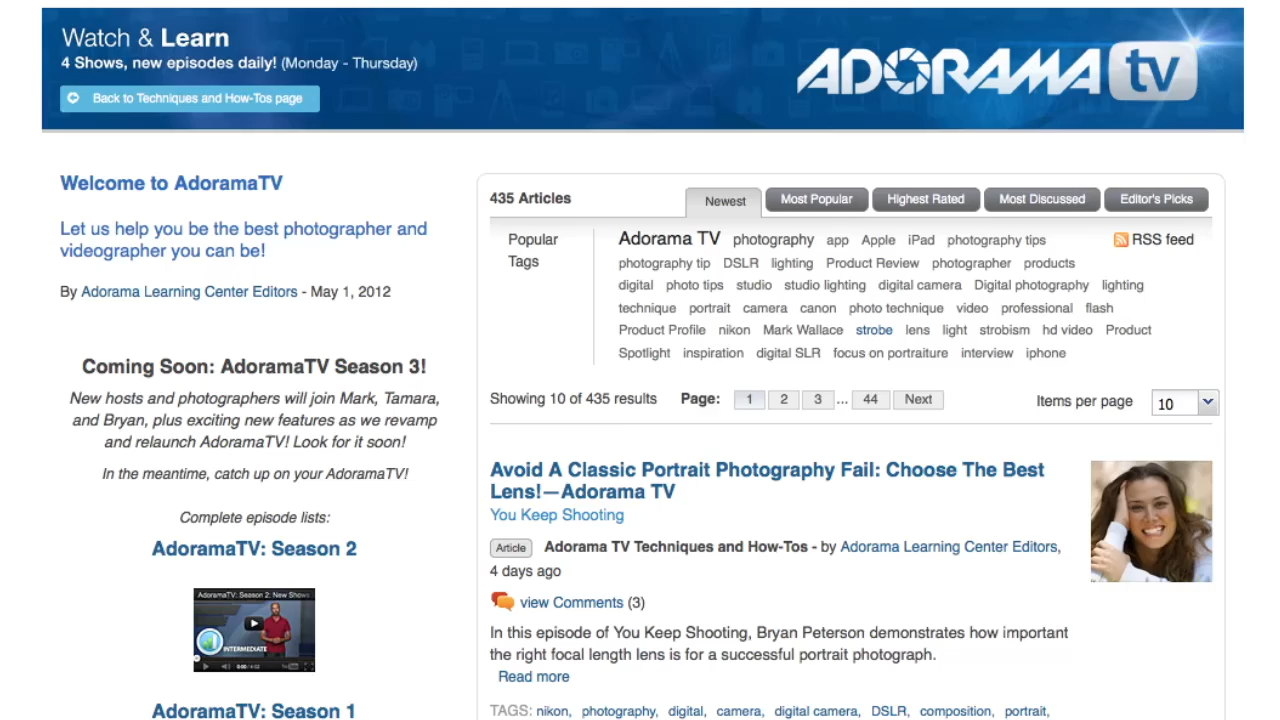 Watch & Learn
4 Shows, new episodes daily! (Monday - Thursday)
Back to Techniques and How-Tos page
ADORAMA tv
Welcome to AdoramaTV
Let us help you be the best photographer and
videographer you can be!
By Adorama Learning Center Editors - May 1, 2012
Coming Soon: AdoramaTV Season 3!
New hosts and photographers will join Mark, Tamara,
and Bryan, plus exciting new features as we revamp
and relaunch AdoramaTV! Look for it soon!
In the meantime, catch up on your AdoramaTV!
Complete episode lists:
AdoramaTV: Season 2
AdoramaTV: Season 2: New Shows
INTERMEDIATE
AdoramaTV: Season 1
435 Articles
Newest Most Popular Highest Rated Most Discussed Editor's Picks
Popular
Tags
Adorama TV photography app Apple iPad photography tips
RSS feed
photography tip DSLR lighting Product Review photographer products
digital photo tips studio studio lighting digital camera Digital photography lighting
technique portrait camera canon photo technique video professional flash
Product Profile nikon Mark Wallace strobe lens light strobism hd video Product
Spotlight inspiration digital SLR focus on portraiture interview iphone
Showing 10 of 435 results Page: 1 2 3 ... 44 Next Items per page 10
Avoid A Classic Portrait Photography Fail: Choose The Best
Lens!—Adorama TV
You Keep Shooting
Article Adorama TV Techniques and How-Tos - by Adorama Learning Center Editors,
4 days ago
view Comments (3)
In this episode of You Keep Shooting, Bryan Peterson demonstrates how important
the right focal length lens is for a successful portrait photograph.
Read more
TAGS: nikon, photography, digital, camera, digital camera, DSLR, composition, portrait,